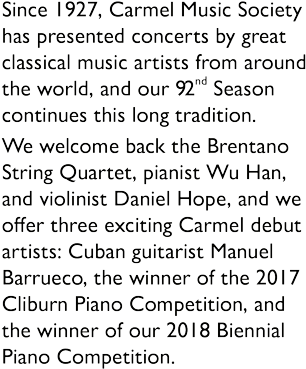 Since 1927, Carmel Music Society
has presented concerts by great
classical music artists from around
the world, and our 92nd Season
continues this long tradition.
We welcome back the Brentano
String Quartet, pianist Wu Han,
and violinist Daniel Hope, and we
offer three exciting Carmel debut
artists: Cuban guitarist Manuel
Barrueco, the winner of the 2017
Cliburn Piano Competition, and
the winner of our 2018 Biennial
Piano Competition.